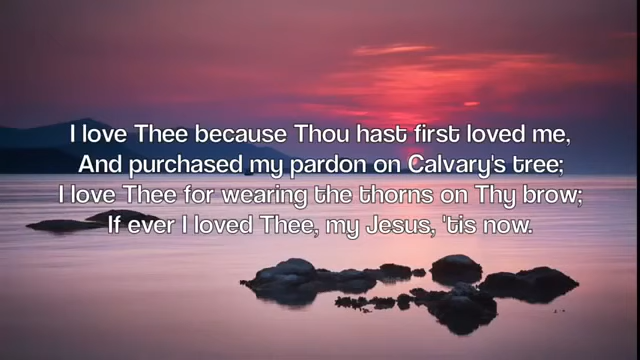 I love Thee because Thou hast first loved me,
And purchased my pardon on Calvary's tree;
I love Thee for wearing the thorns on Thy brow;
If ever I loved Thee, my Jesus, 'tis now.